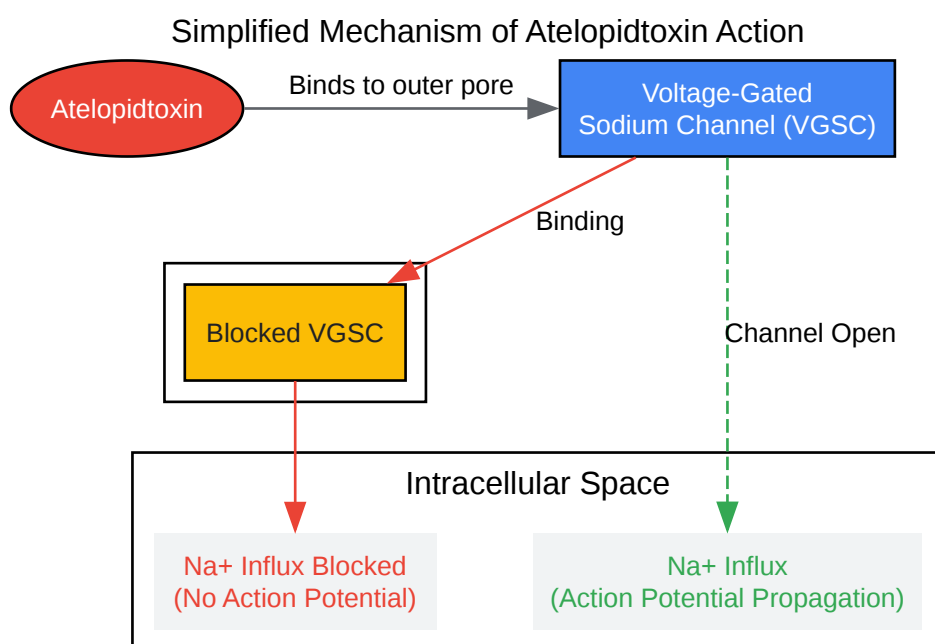 Simplified Mechanism of Atelopidtoxin Action
Atelopidtoxin
Binds to outer pore
Voltage-Gated
Sodium Channel (VGSC)
Binding
Blocked VGSC
Channel Open
Intracellular Space
Na+ Influx Blocked
(No Action Potential)
Na+ Influx
(Action Potential Propagation)